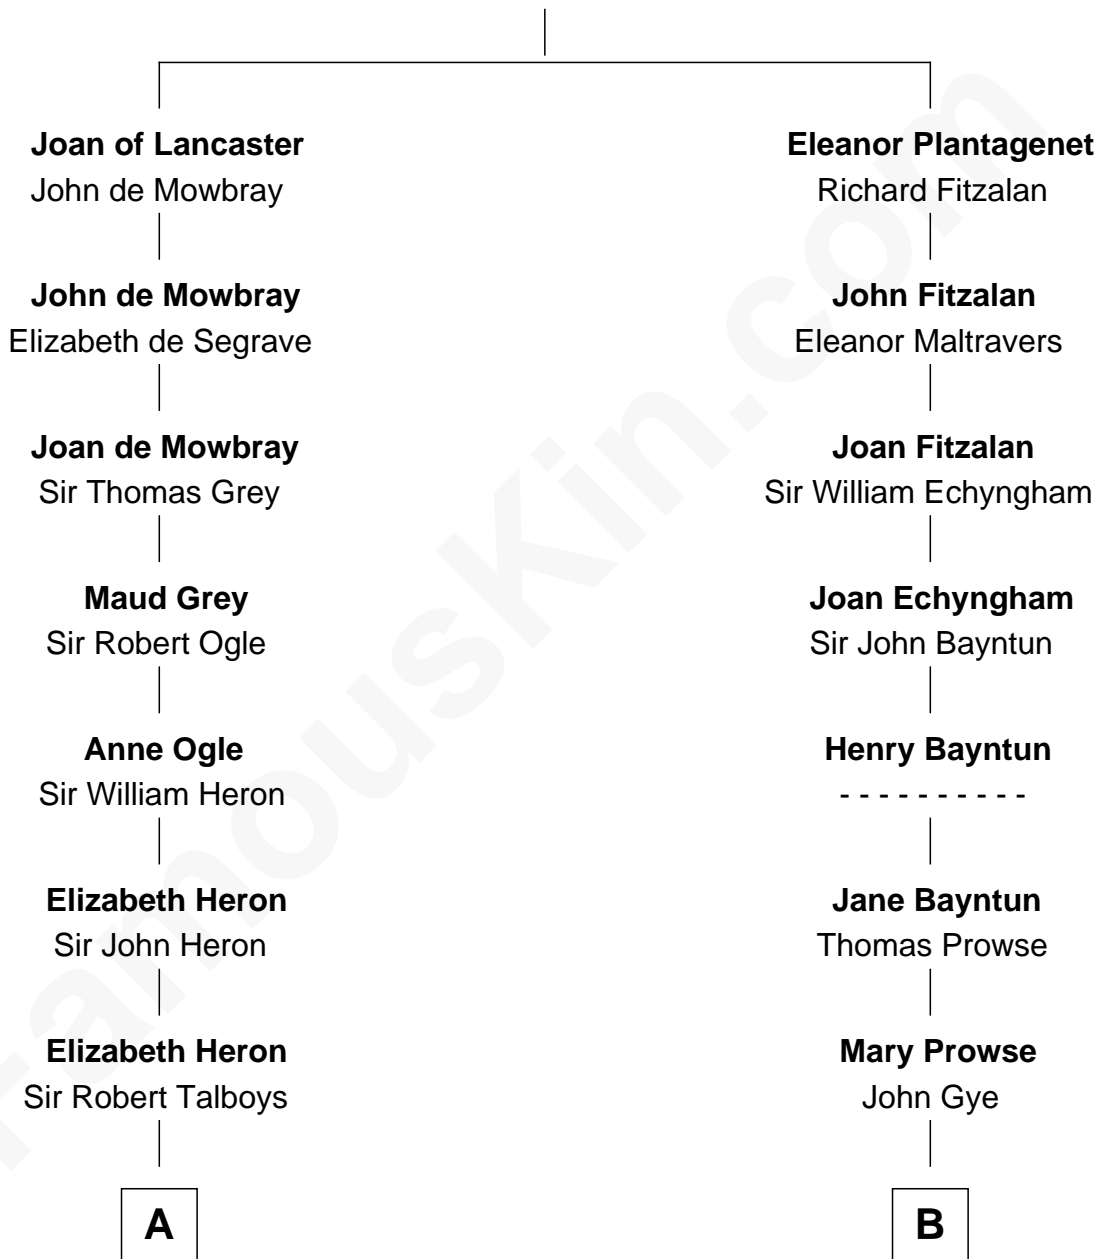 Joan of Lancaster
John de Mowbray
John de Mowbray
Elizabeth de Segrave
Joan de Mowbray
Sir Thomas Grey
Maud Grey
Sir Robert Ogle
Anne Ogle
Sir William Heron
Elizabeth Heron
Sir John Heron
Elizabeth Heron
Sir Robert Talboys
A
Eleanor Plantagenet
Richard Fitzalan
John Fitzalan
Eleanor Maltravers
Joan Fitzalan
Sir William Echyngham
Joan Echyngham
Sir John Bayntun
Henry Bayntun
- - - - - - - - - -
Jane Bayntun
Thomas Prowse
Mary Prowse
John Gye
B
FamousKin.com